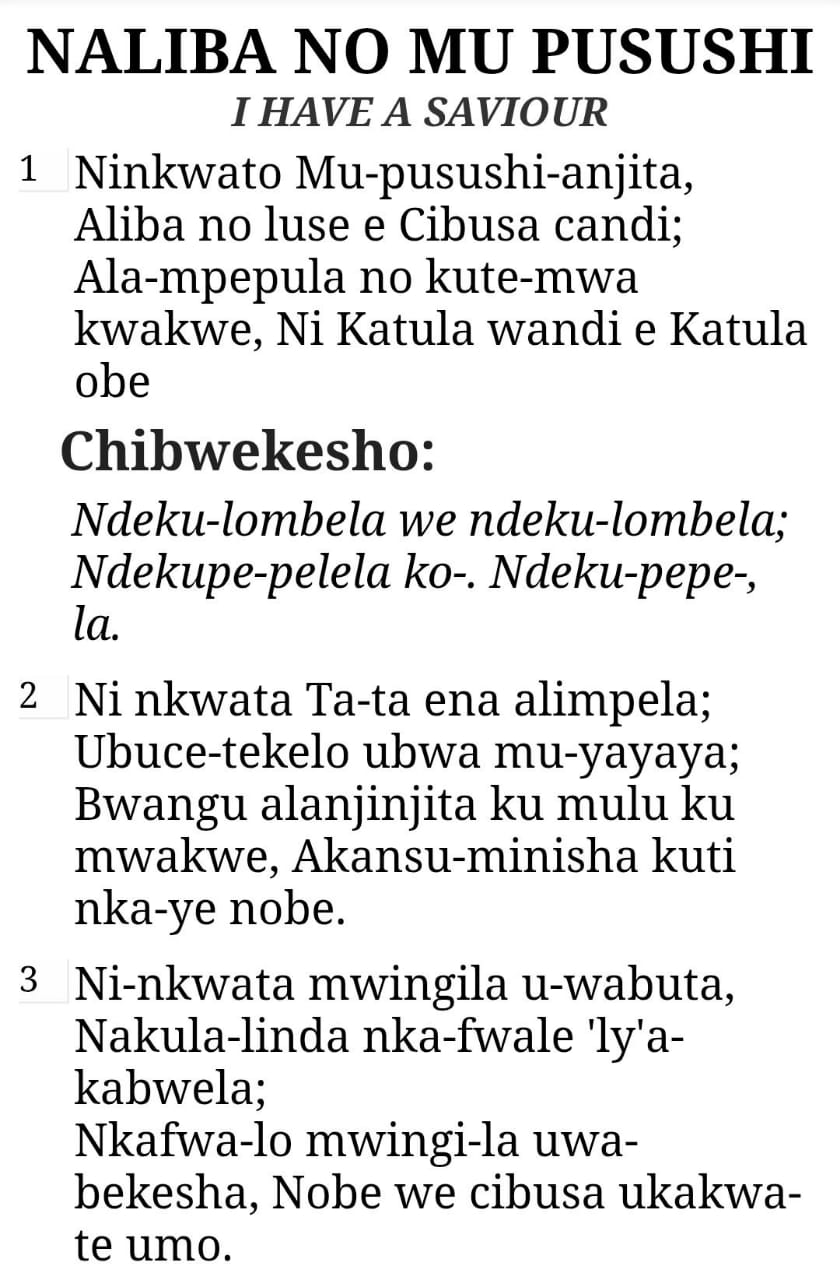 NALIBA NO MU PUSUSHI
I HAVE A SAVIOUR
1 Ninkwato Mu-pusushi-anjita,
Aliba no luse e Cibusa candi;
Ala-mpepula no kute-mwa
kwakwe, Ni Katula wandi e Katula
obe
Chibwekesho:
Ndeku-lombela we ndeku-lombela;
Ndekupe-pelela ko-. Ndeku-pepe-,
la.
2 Ni nkwata Ta-ta ena alimpela;
Ubuce-tekelo ubwa mu-yayaya;
Bwangu alanjinjita ku mulu ku
mwakwe, Akansu-minisha kuti
nka-ye nobe.
3 Ni-nkwata mwingila u-wabuta,
Nakula-linda nka-fwale 'ly'a-
kabwela;
Nkafwa-lo mwingi-la uwa-
bekesha, Nobe we cibusa ukakwa-
te umo.